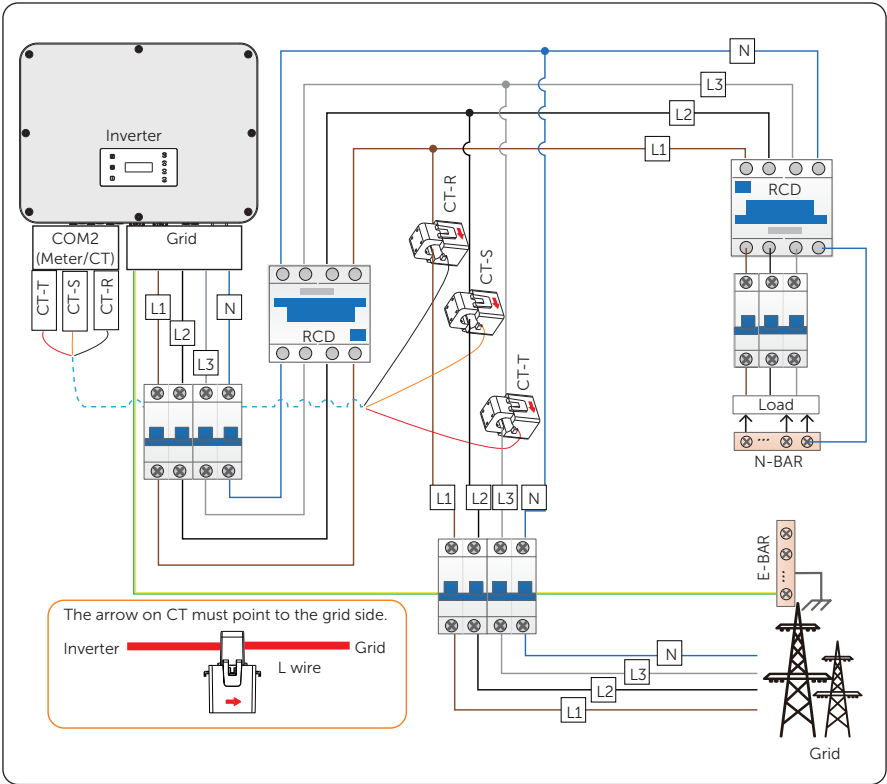 N
L3
L2
L1
Inverter
COM2
(Meter/CT)
Grid
CT-T
CT-S
CT-R
L1
L2
L3
N
RCD
CT-R
CT-S
CT-T
RCD
Load
...
N-BAR
L1
L2
L3
N
E-BAR
...
The arrow on CT must point to the grid side.
Inverter
Grid
L wire
N
L3
L2
L1
Grid